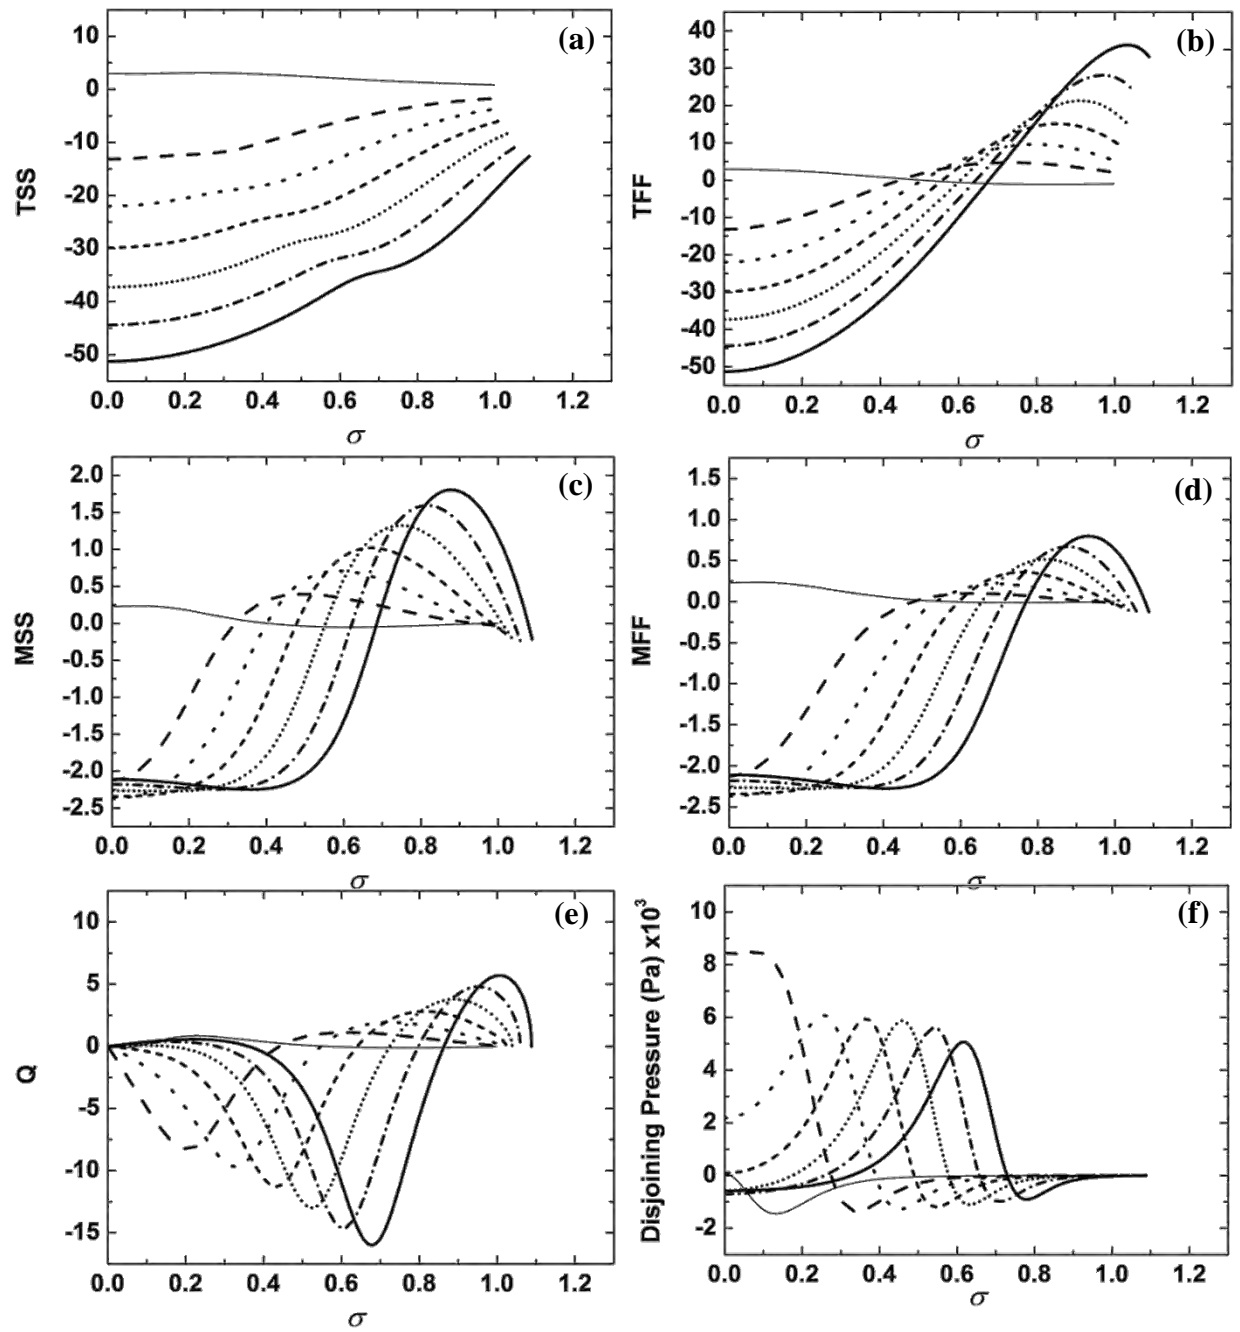 (a)
TSS
10
0
-10
-20
-30
-40
-50
0.0 0.2 0.4 0.6 0.8 1.0 1.2
σ
(b)
TFF
40
30
20
10
0
-10
-20
-30
-40
-50
0.0 0.2 0.4 0.6 0.8 1.0 1.2
σ
(c)
MSS
2.0
1.5
1.0
0.5
0.0
-0.5
-1.0
-1.5
-2.0
-2.5
0.0 0.2 0.4 0.6 0.8 1.0 1.2
σ
(d)
MFF
1.5
1.0
0.5
0.0
-0.5
-1.0
-1.5
-2.0
-2.5
0.0 0.2 0.4 0.6 0.8 1.0 1.2
σ
(e)
Q
10
5
0
-5
-10
-15
0.0 0.2 0.4 0.6 0.8 1.0 1.2
σ
(f)
Disjoining Pressure (Pa) x10³
10
8
6
4
2
0
-2
0.0 0.2 0.4 0.6 0.8 1.0 1.2
σ